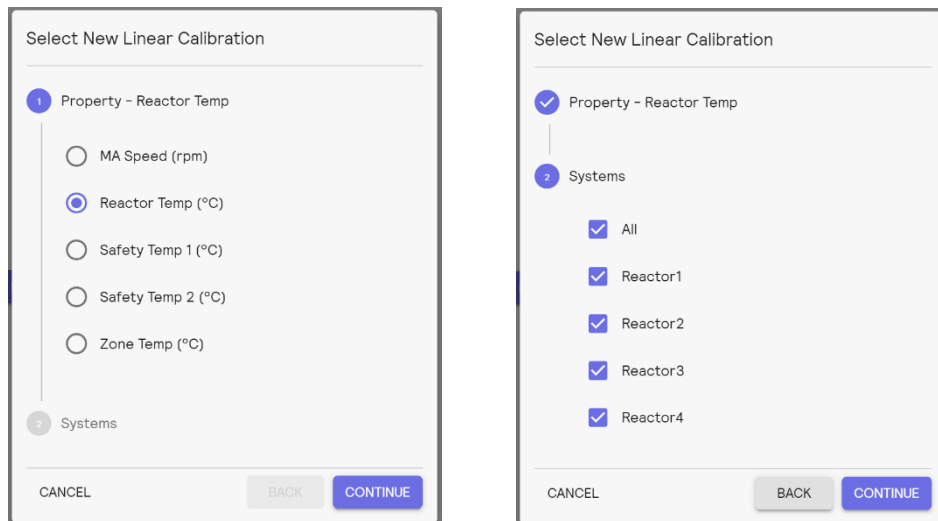 Select New Linear Calibration
1 Property - Reactor Temp
MA Speed (rpm)
Reactor Temp (°C)
Safety Temp 1 (°C)
Safety Temp 2 (°C)
Zone Temp (°C)
2 Systems
CANCEL BACK CONTINUE
Select New Linear Calibration
Property - Reactor Temp
2 Systems
All
Reactor1
Reactor2
Reactor3
Reactor4
CANCEL BACK CONTINUE